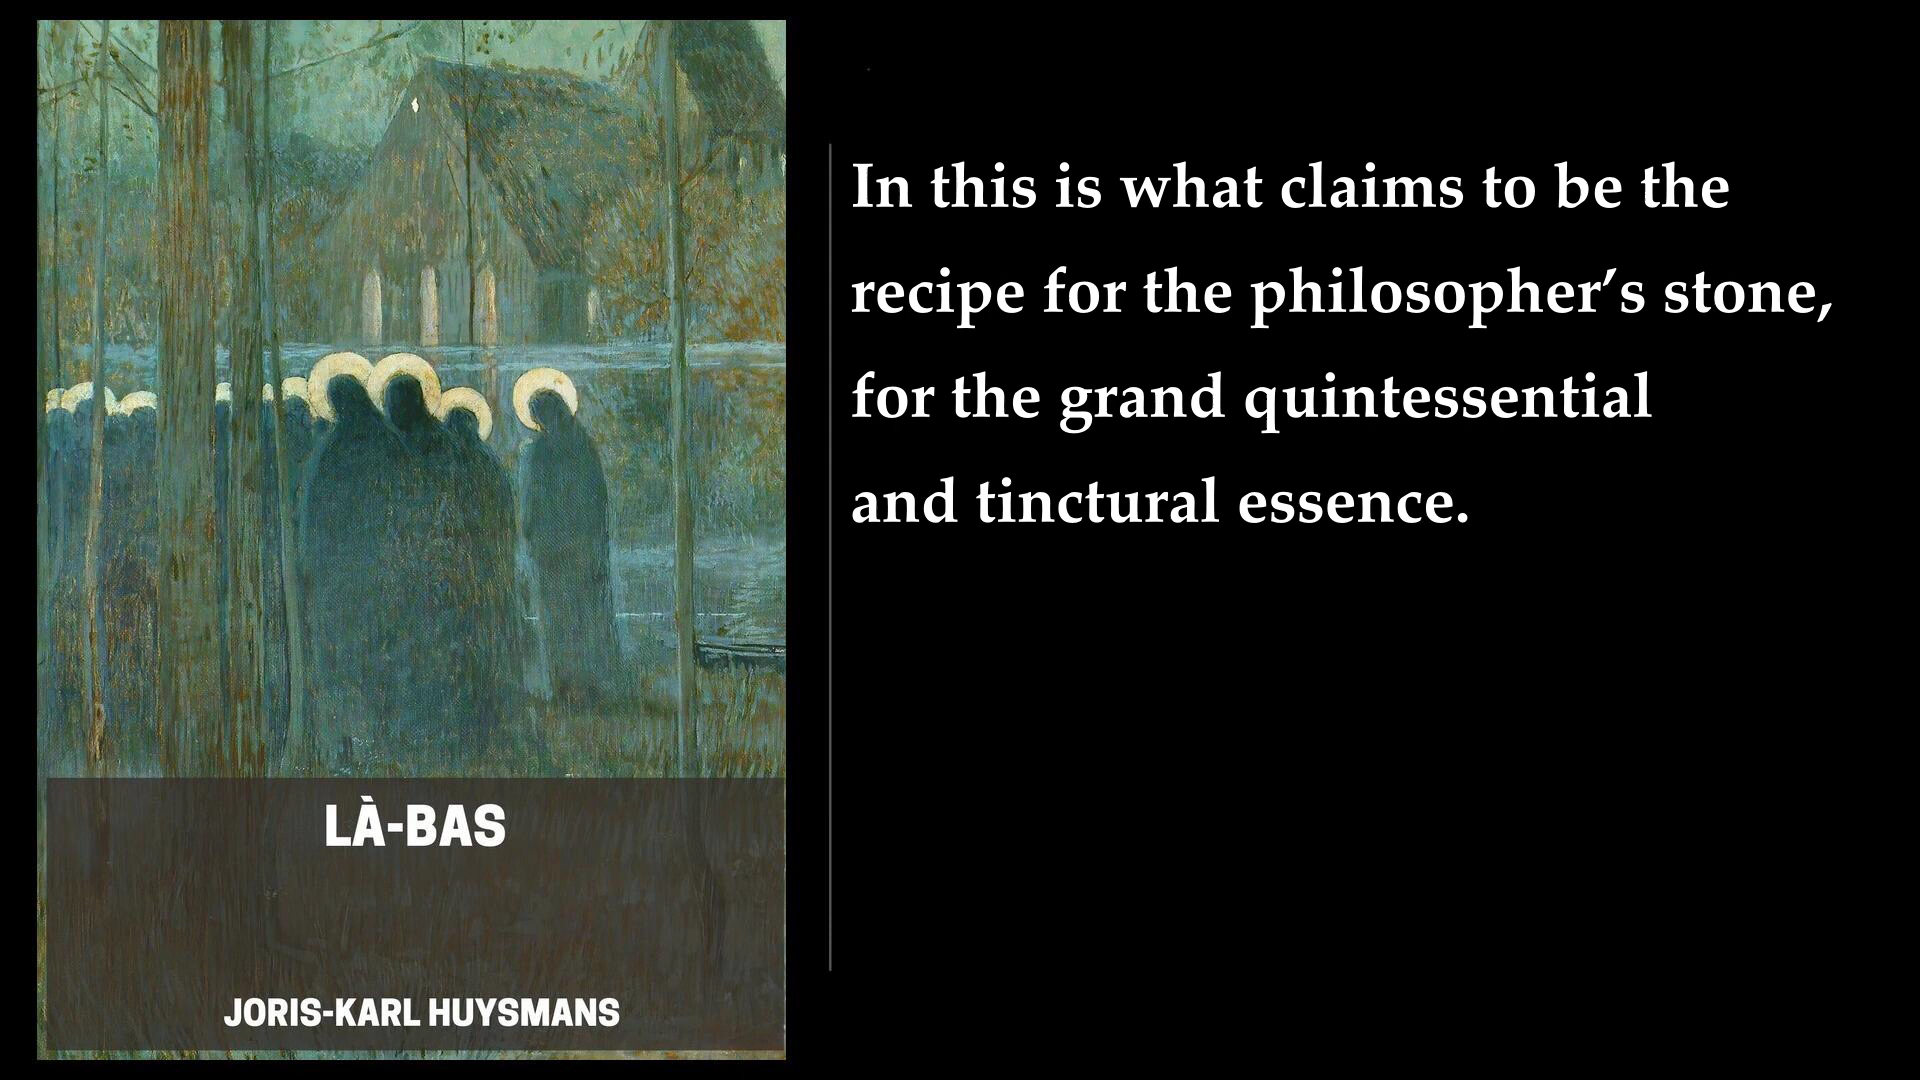 LÀ-BAS
JORIS-KARL HUYSMANS
In this is what claims to be the
recipe for the philosopher’s stone,
for the grand quintessential
and tinctural essence.